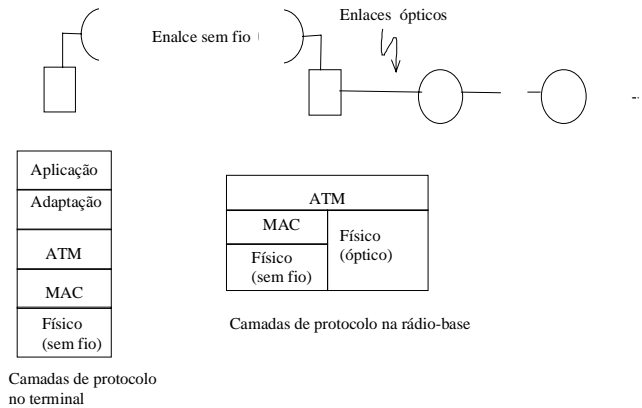 Enlaces ópticos
Enalce sem fio
Aplicação
Adaptação
ATM
MAC
Físico
(sem fio)
Camadas de protocolo
no terminal
ATM
MAC
Físico
(sem fio)
Físico
(óptico)
Camadas de protocolo na rádio-base